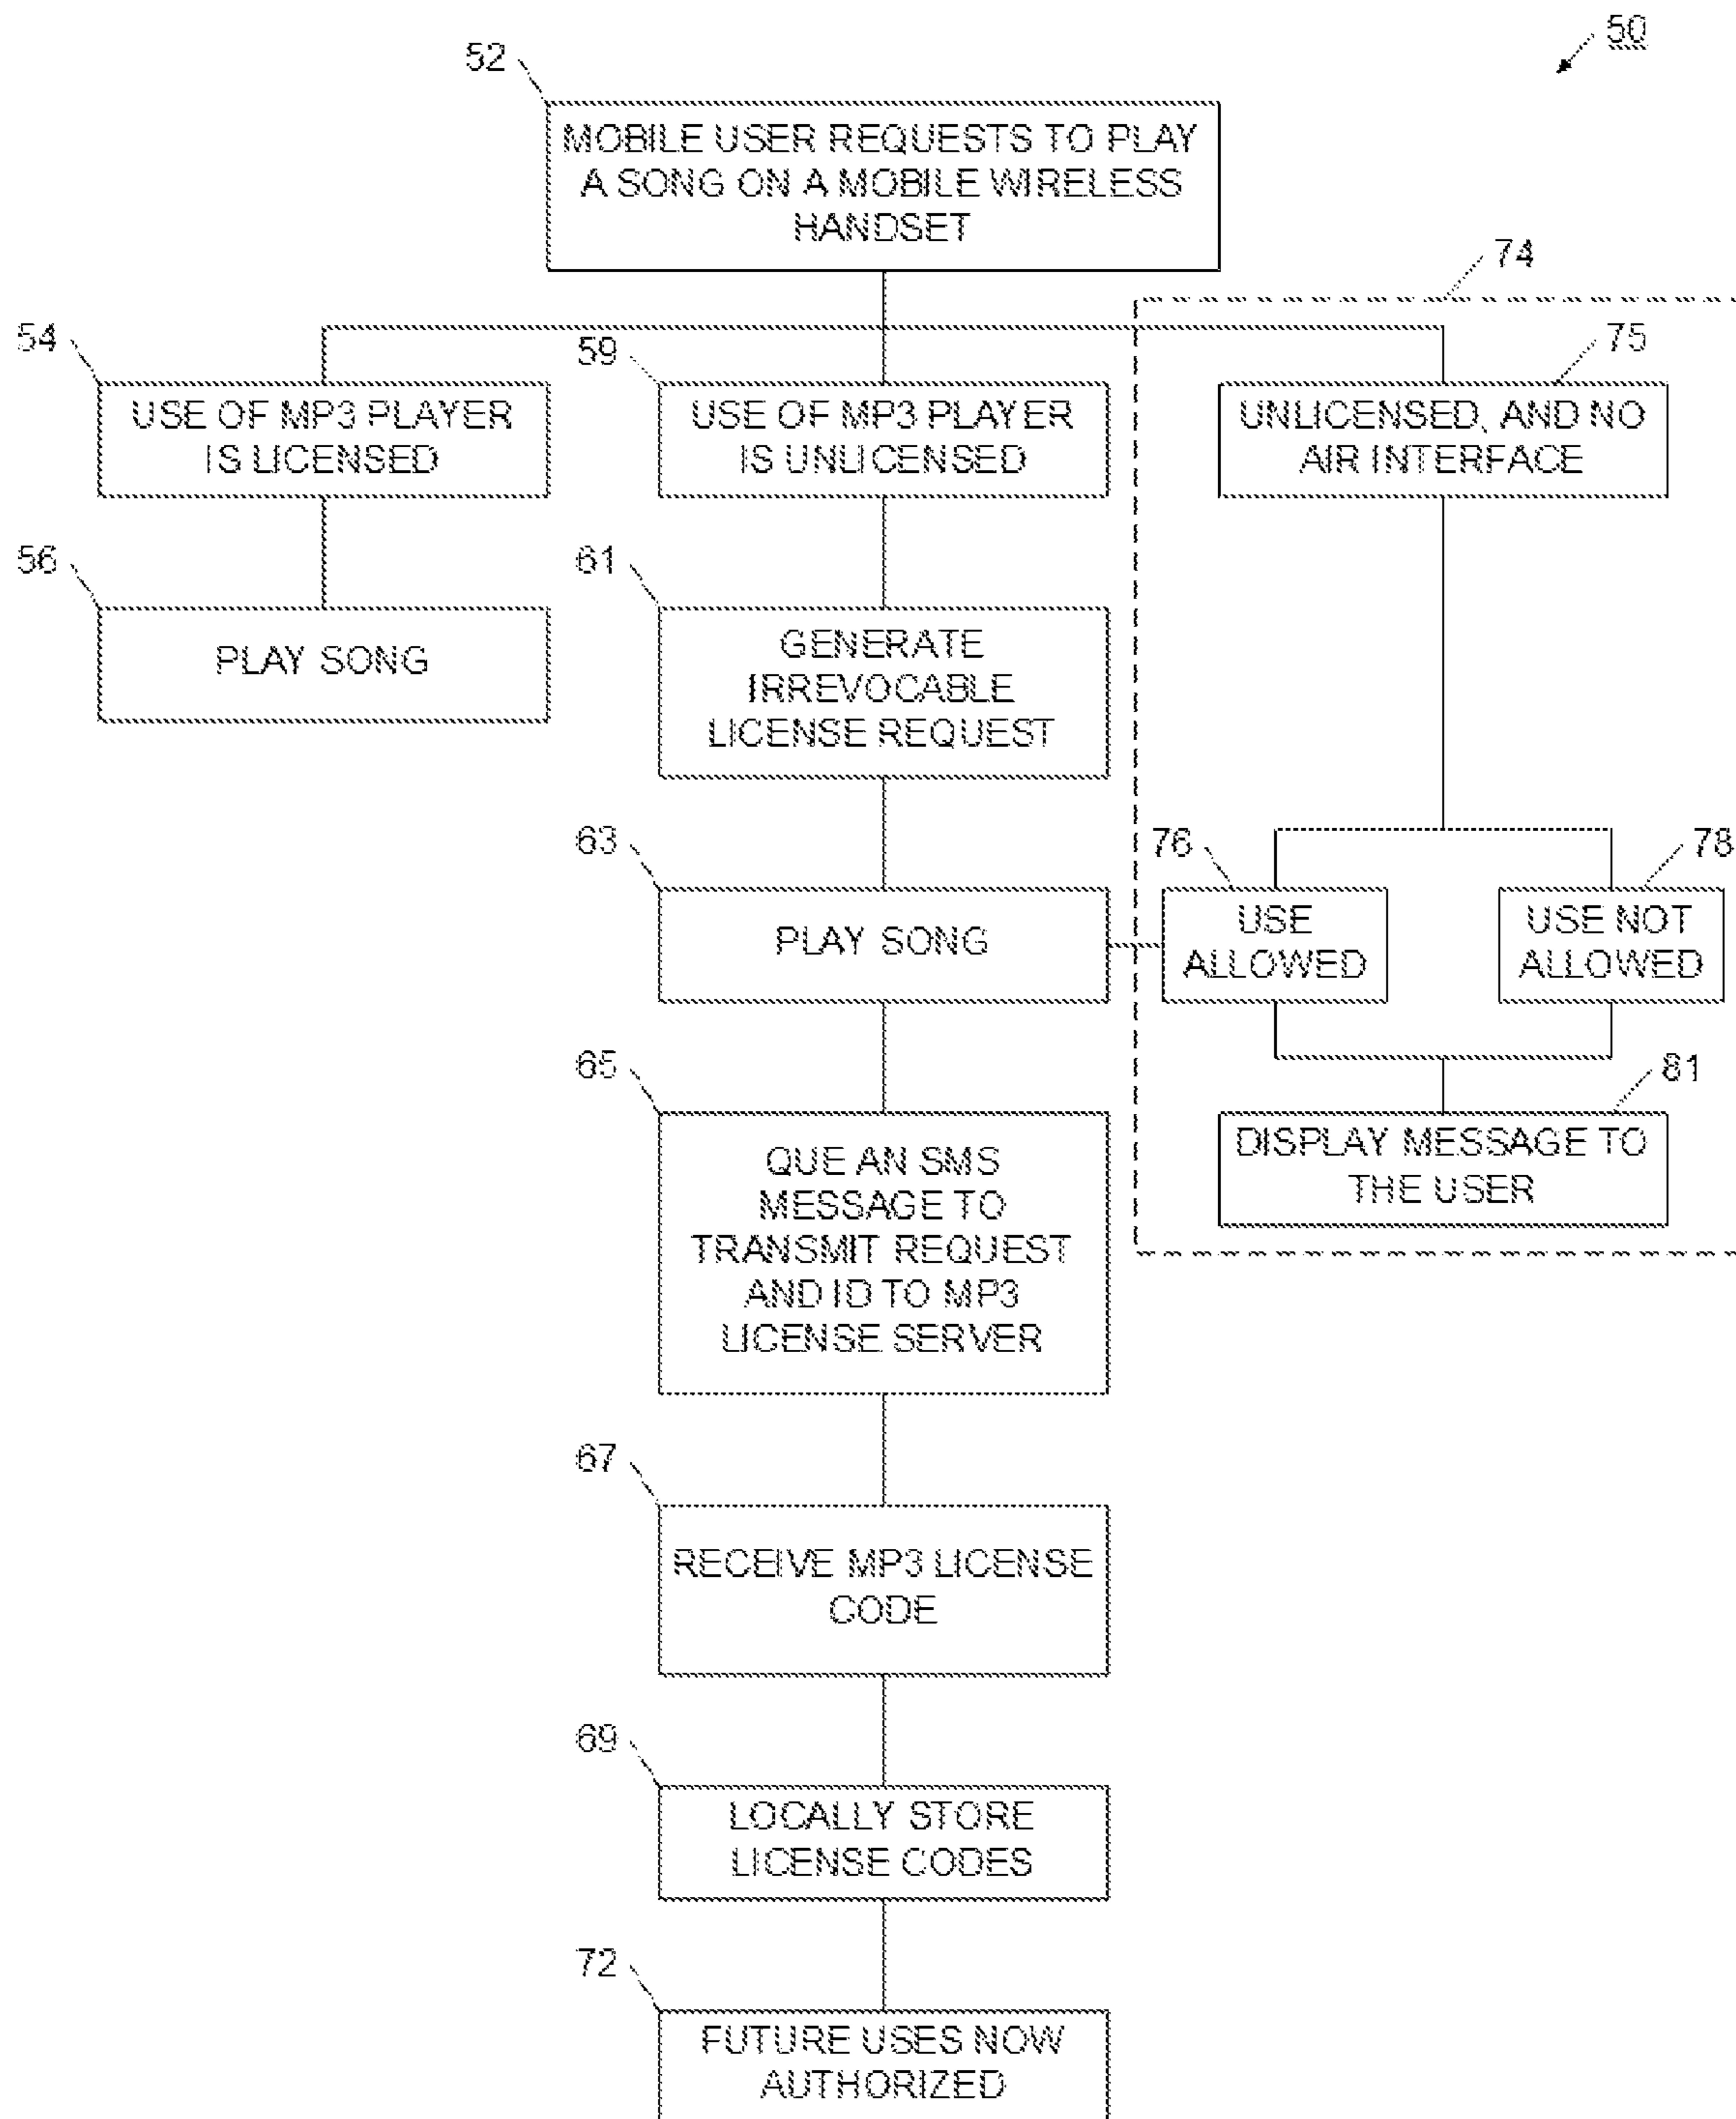 50
52
MOBILE USER REQUESTS TO PLAY
A SONG ON A MOBILE WIRELESS
HANDSET
74
54
USE OF MP3 PLAYER
IS LICENSED
59
USE OF MP3 PLAYER
IS UNLICENSED
75
UNLICENSED, AND NO
AIR INTERFACE
56
PLAY SONG
61
GENERATE
IRREVOCABLE
LICENSE REQUEST
63
PLAY SONG
76
USE
ALLOWED
78
USE NOT
ALLOWED
65
QUE AN SMS
MESSAGE TO
TRANSMIT REQUEST
AND ID TO MP3
LICENSE SERVER
81
DISPLAY MESSAGE TO
THE USER
67
RECEIVE MP3 LICENSE
CODE
69
LOCALLY STORE
LICENSE CODES
72
FUTURE USES NOW
AUTHORIZED